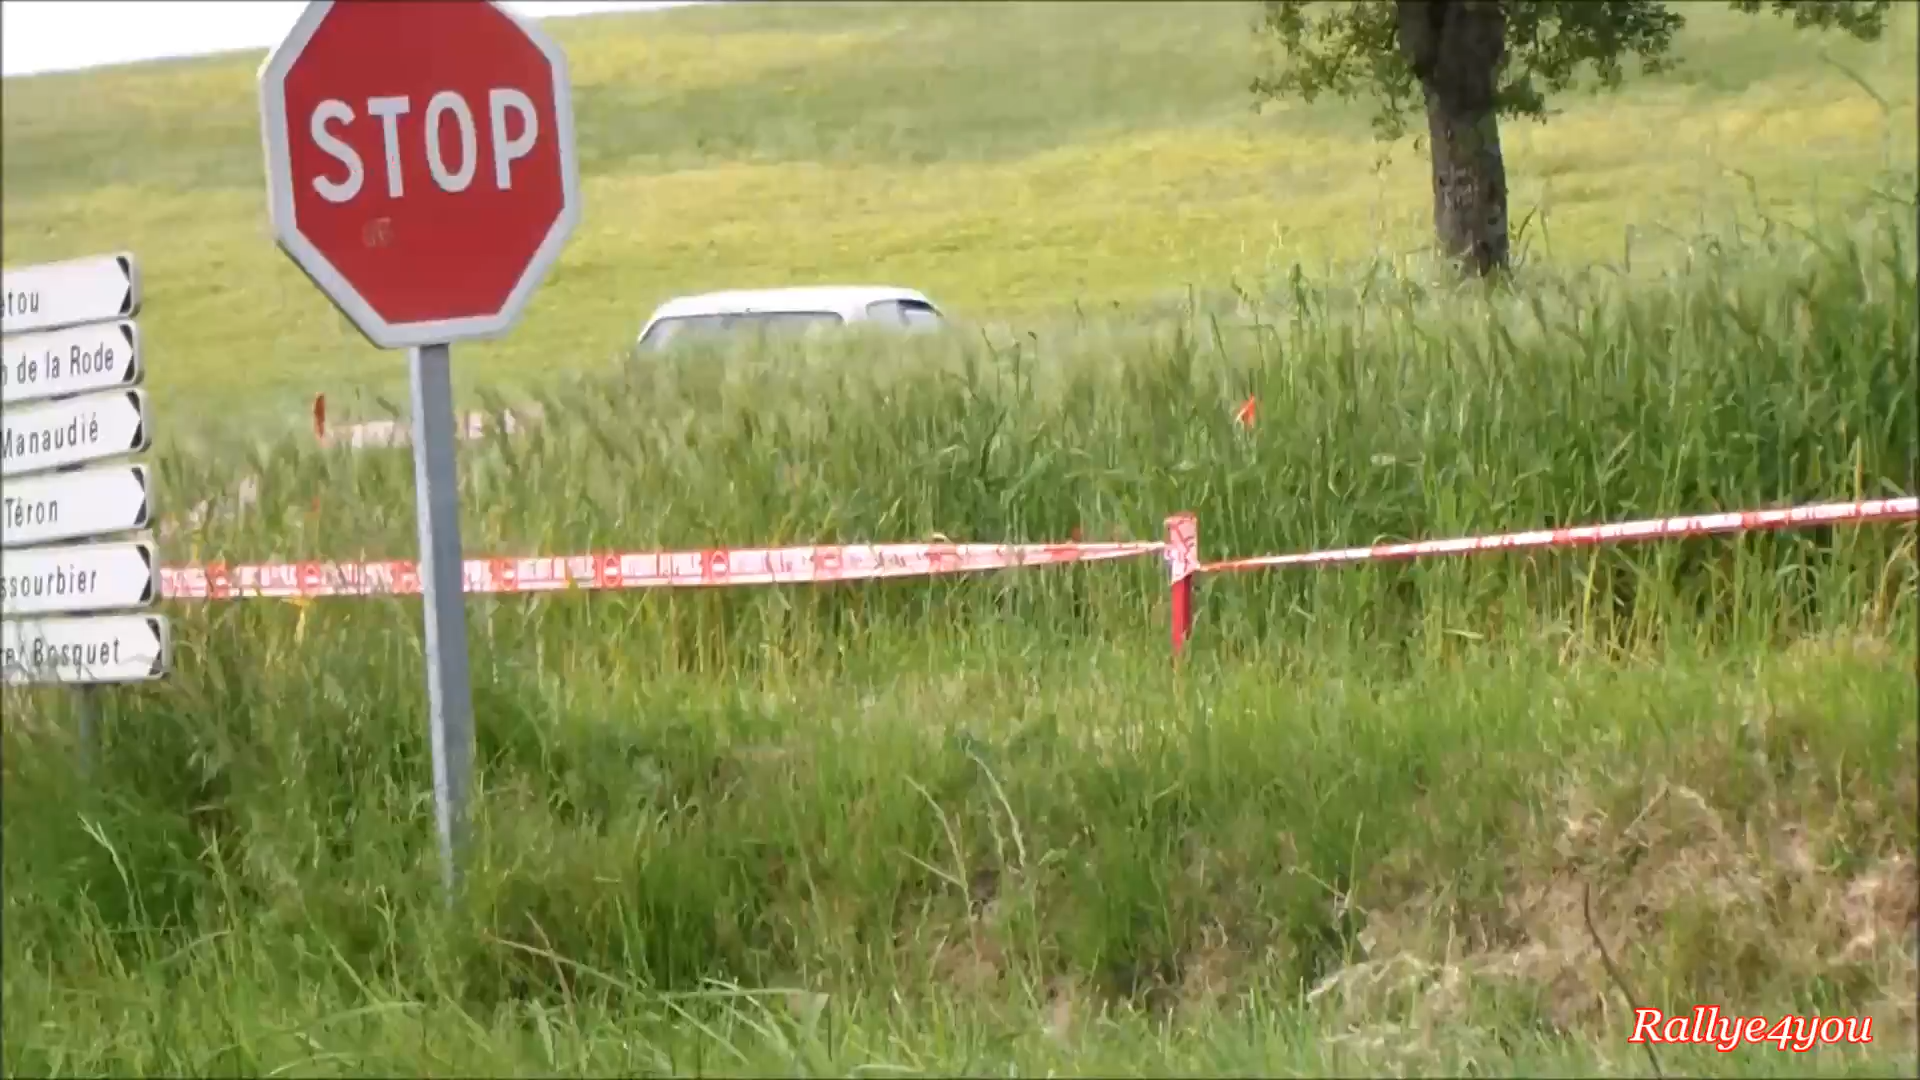 STOP
etou
de la Rode
Manaudié
Téron
ssourbier
Bosquet
Rallye4you